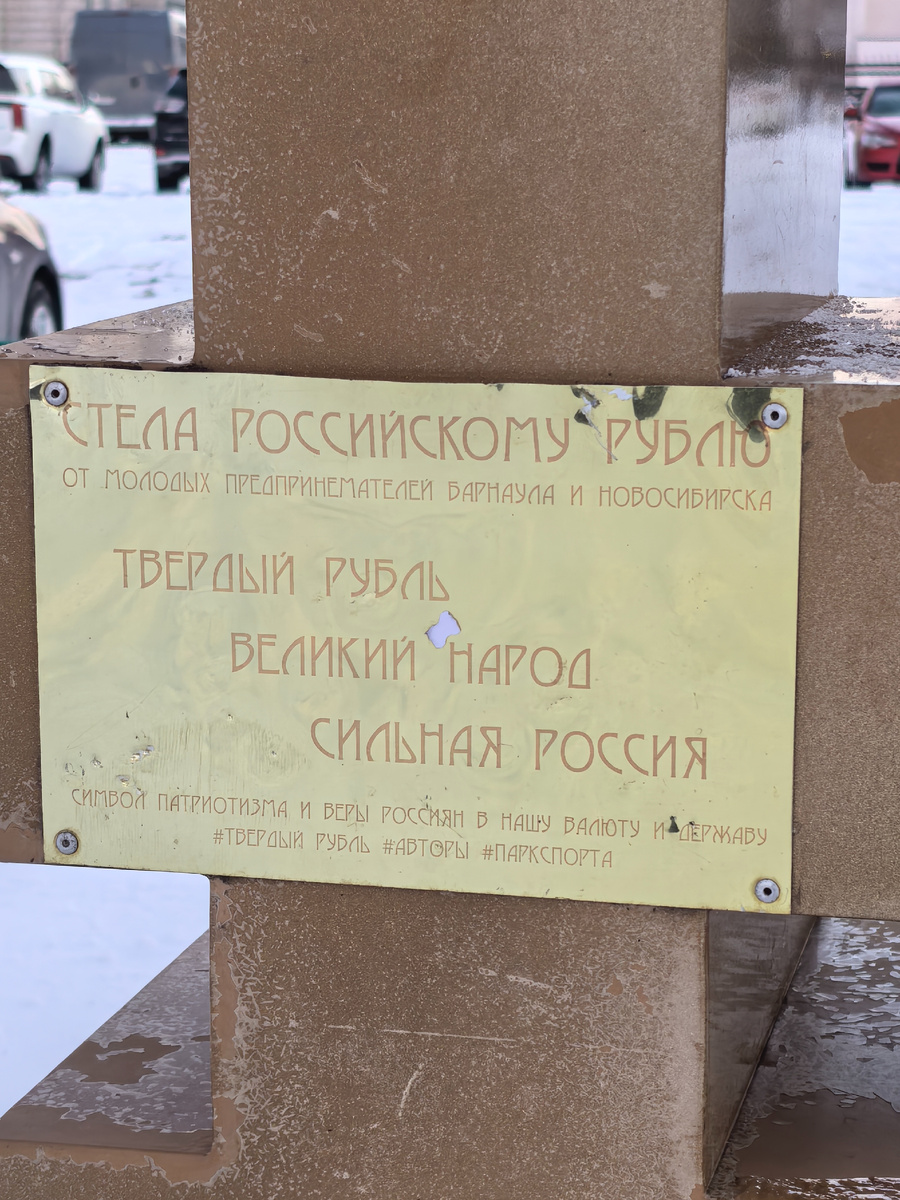 СТЕЛА РОССИЙСКОМУ РУБЛЮ
ОТ МОЛОДЫХ ПРЕДПРИНЕМАТЕЛЕЙ БАРНАУЛА И НОВОСИБИРСКА
ТВЕРДЫЙ РУБЛЬ
ВЕЛИКИЙ НАРОД
СИЛЬНАЯ РОССИЯ
СИМВОЛ ПАТРИОТИЗМА И ВЕРЫ РОССИЯН В НАШУ ВАЛЮТУ И ДЕРЖАВУ
#ТВЕРДЫЙ РУБЛЬ #АВТОРЫ #ПАРКСПОРТА